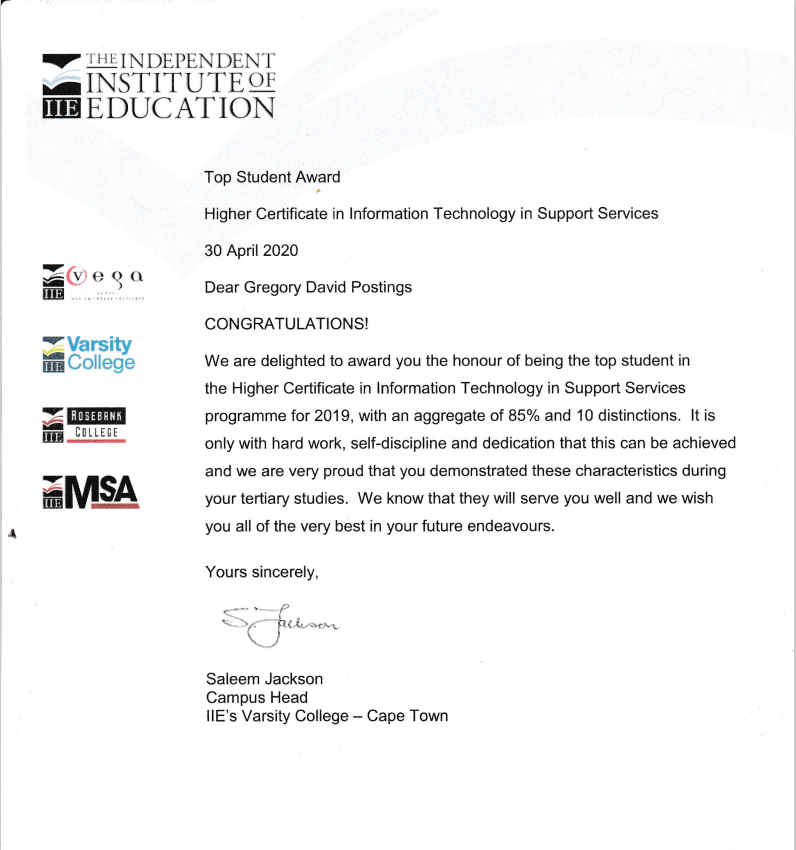 THE INDEPENDENT
INSTITUTE OF
IIE EDUCATION
Top Student Award
Higher Certificate in Information Technology in Support Services
30 April 2020
IIE vega
Dear Gregory David Postings
CONGRATULATIONS!
IIE Varsity
College
We are delighted to award you the honour of being the top student in
the Higher Certificate in Information Technology in Support Services
programme for 2019, with an aggregate of 85% and 10 distinctions. It is
IIE ROSEBANK
COLLEGE
only with hard work, self-discipline and dedication that this can be achieved
and we are very proud that you demonstrated these characteristics during
IIE MSA
your tertiary studies. We know that they will serve you well and we wish
you all of the very best in your future endeavours.
Yours sincerely,
S. Jackson
Saleem Jackson
Campus Head
IIE's Varsity College – Cape Town